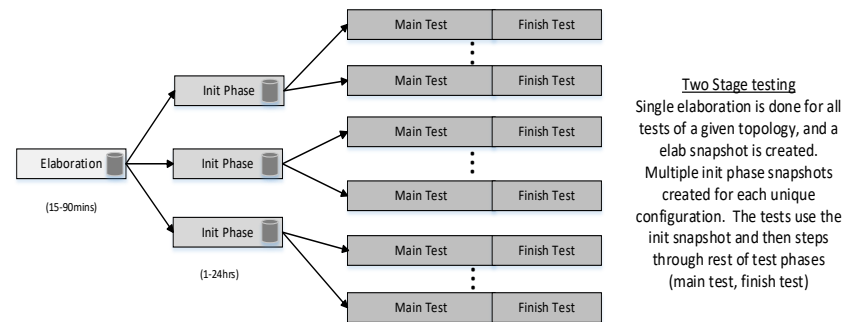 Main Test Finish Test
Init Phase
Main Test Finish Test
Main Test Finish Test
Elaboration
Init Phase
(15-90mins)
Main Test Finish Test
Init Phase
Main Test Finish Test
(1-24hrs)
Main Test Finish Test
Two Stage testing
Single elaboration is done for all
tests of a given topology, and a
elab snapshot is created.
Multiple init phase snapshots
created for each unique
configuration. The tests use the
init snapshot and then steps
through rest of test phases
(main test, finish test)